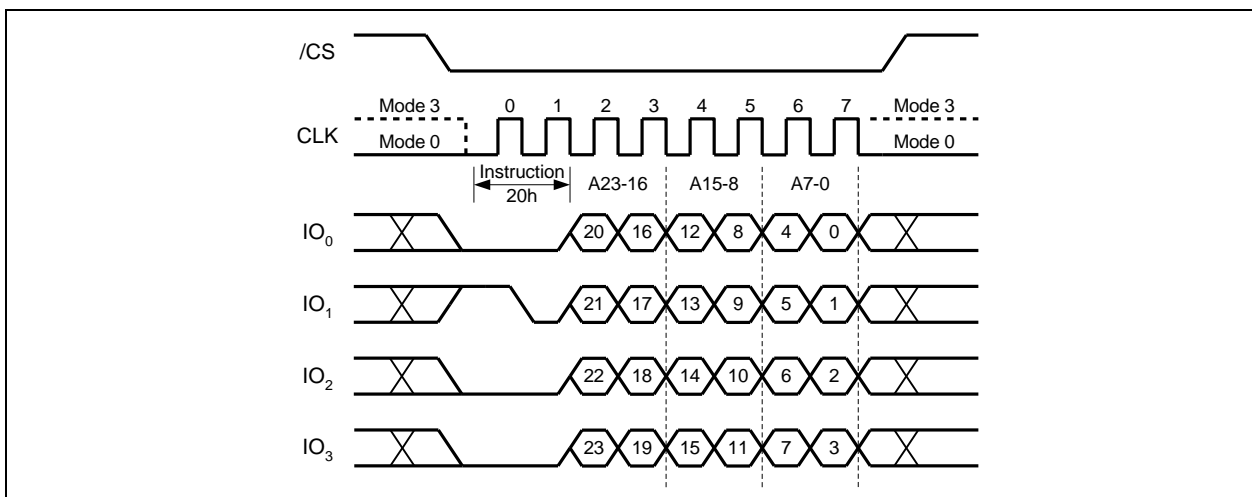 /CS
Mode 3 0 1 2 3 4 5 6 7 Mode 3
CLK
Mode 0 Mode 0
Instruction A23-16 A15-8 A7-0
20h
IO0 20 16 12 8 4 0
IO1 21 17 13 9 5 1
IO2 22 18 14 10 6 2
IO3 23 19 15 11 7 3